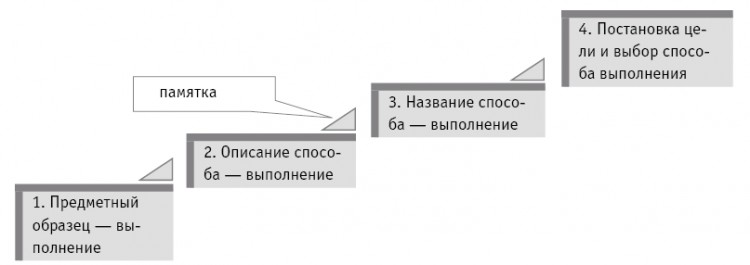 памятка
1. Предметный
образец — вы-
полнение
2. Описание спосо-
ба — выполнение
3. Название спосо-
ба — выполнение
4. Постановка це-
ли и выбор спосо-
ба выполнения